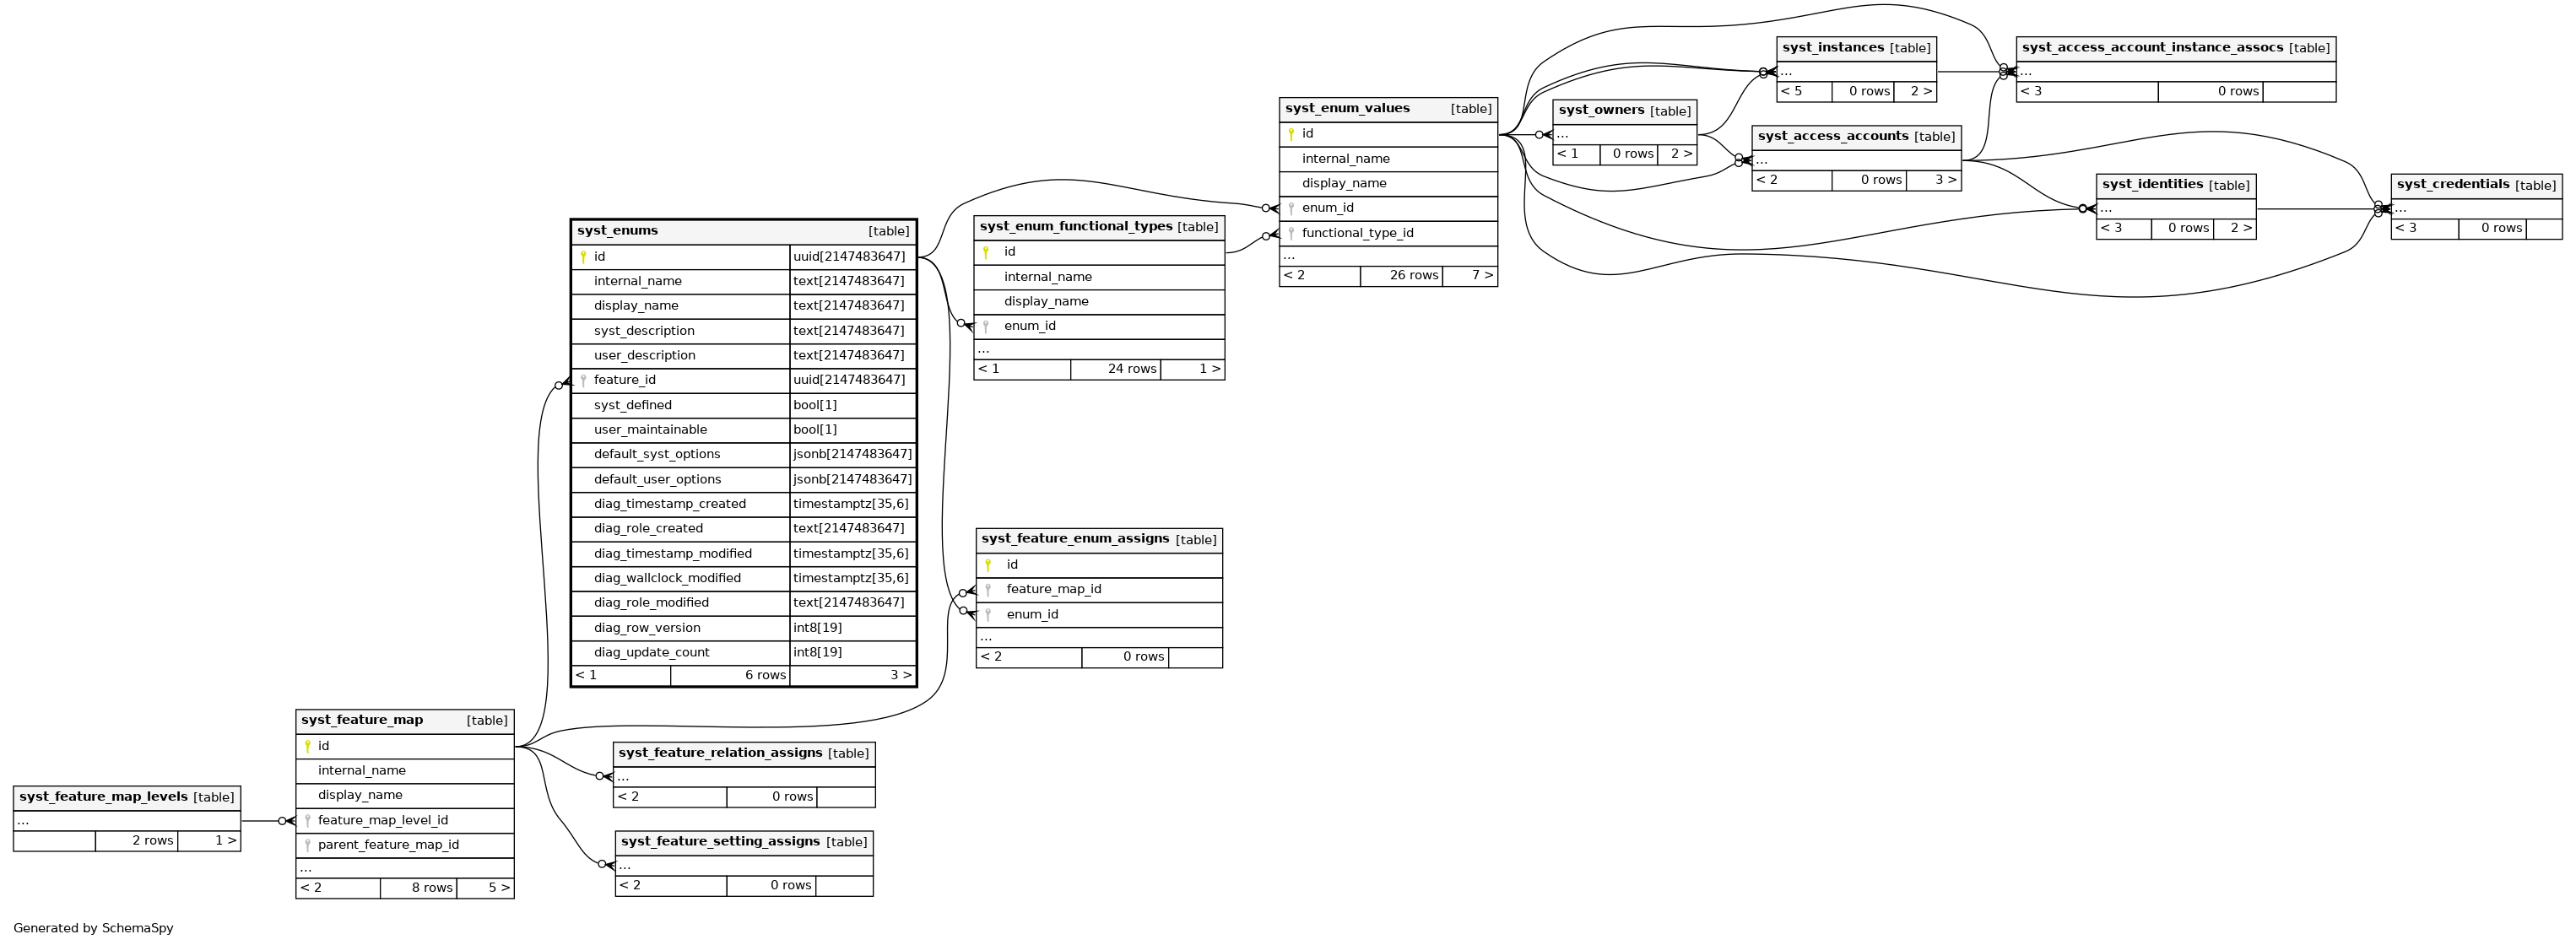 syst_instances [table]
...
< 5 0 rows 2 >
syst_access_account_instance_assocs [table]
...
< 3 0 rows
syst_enum_values [table]
id
internal_name
display_name
enum_id
functional_type_id
...
< 2 26 rows 7 >
syst_owners [table]
...
< 1 0 rows 2 >
syst_access_accounts [table]
...
< 2 0 rows 3 >
syst_identities [table]
...
< 3 0 rows 2 >
syst_credentials [table]
...
< 3 0 rows
syst_enums [table]
id uuid[2147483647]
internal_name text[2147483647]
display_name text[2147483647]
syst_description text[2147483647]
user_description text[2147483647]
feature_id uuid[2147483647]
syst_defined bool[1]
user_maintainable bool[1]
default_syst_options jsonb[2147483647]
default_user_options jsonb[2147483647]
diag_timestamp_created timestamptz[35,6]
diag_role_created text[2147483647]
diag_timestamp_modified timestamptz[35,6]
diag_wallclock_modified timestamptz[35,6]
diag_role_modified text[2147483647]
diag_row_version int8[19]
diag_update_count int8[19]
< 1 6 rows 3 >
syst_enum_functional_types [table]
id
internal_name
display_name
enum_id
...
< 1 24 rows 1 >
syst_feature_enum_assigns [table]
id
feature_map_id
enum_id
...
< 2 0 rows
syst_feature_map [table]
id
internal_name
display_name
feature_map_level_id
parent_feature_map_id
...
< 2 8 rows 5 >
syst_feature_relation_assigns [table]
...
< 2 0 rows
syst_feature_map_levels [table]
...
2 rows 1 >
syst_feature_setting_assigns [table]
...
< 2 0 rows
Generated by SchemaSpy